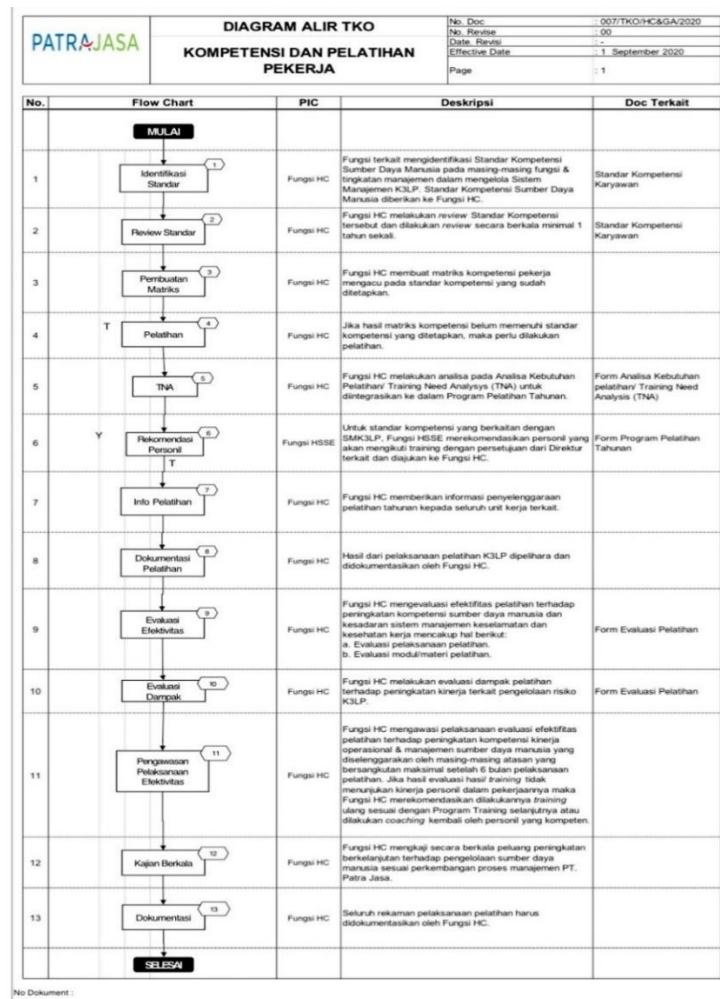 PATRA JASA
DIAGRAM ALIR TKO
KOMPETENSI DAN PELATIHAN
PEKERJA
No. Doc : 007/TKO/HC&GA/2020
No. Revise : 00
Date. Revisi : -
Effective Date : 1 September 2020
Page : 1
No. Flow Chart PIC Deskripsi Doc Terkait
MULAI
1
Identifikasi
Standar
1
Fungsi HC
Fungsi terkait mengidentifikasi Standar Kompetensi
Sumber Daya Manusia pada masing-masing fungsi &
tingkatan manajemen dalam mengelola Sistem
Manajemen K3LP. Standar Kompetensi Sumber Daya
Manusia diberikan ke Fungsi HC.
Standar Kompetensi
Karyawan
2
Review Standar
2
Fungsi HC
Fungsi HC melakukan review Standar Kompetensi
tersebut dan dilakukan review secara berkala minimal 1
tahun sekali.
Standar Kompetensi
Karyawan
3
Pembuatan
Matriks
3
Fungsi HC
Fungsi HC membuat matriks kompetensi pekerja
mengacu pada standar kompetensi yang sudah
ditetapkan.
4
T
Pelatihan
4
Fungsi HC
Jika hasil matriks kompetensi belum memenuhi standar
kompetensi yang ditetapkan, maka perlu dilakukan
pelatihan.
5
TNA
5
Fungsi HC
Fungsi HC melakukan analisa pada Analisa Kebutuhan
Pelatihan/ Training Need Analysys (TNA) untuk
diintegrasikan ke dalam Program Pelatihan Tahunan.
Form Analisa Kebutuhan
pelatihan/ Training Need
Analysis (TNA)
6
Y
Rekomendasi
Personil
6
T
Fungsi HSSE
Untuk standar kompetensi yang berkaitan dengan
SMK3LP, Fungsi HSSE merekomendasikan personil yang
akan mengikuti training dengan persetujuan dari Direktur
terkait dan diajukan ke Fungsi HC.
Form Program Pelatihan
Tahunan
7
Info Pelatihan
7
Fungsi HC
Fungsi HC memberikan informasi penyelenggaraan
pelatihan tahunan kepada seluruh unit kerja terkait.
8
Dokumentasi
Pelatihan
8
Fungsi HC
Hasil dari pelaksanaan pelatihan K3LP dipelihara dan
didokumentasikan oleh Fungsi HC.
9
Evaluasi
Efektivitas
9
Fungsi HC
Fungsi HC mengevaluasi efektifitas pelatihan terhadap
peningkatan kompetensi sumber daya manusia dan
kesadaran sistem manajemen keselamatan dan
kesehatan kerja mencakup hal berikut:
a. Evaluasi pelaksanaan pelatihan.
b. Evaluasi modul/materi pelatihan.
Form Evaluasi Pelatihan
10
Evaluasi
Dampak
10
Fungsi HC
Fungsi HC melakukan evaluasi dampak pelatihan
terhadap peningkatan kinerja terkait pengelolaan risiko
K3LP.
Form Evaluasi Pelatihan
11
Pengawasan
Pelaksanaan
Efektivitas
11
Fungsi HC
Fungsi HC mengawasi pelaksanaan evaluasi efektifitas
pelatihan terhadap peningkatan kompetensi kinerja
operasional & manajemen sumber daya manusia yang
diselenggarakan oleh masing-masing atasan yang
bersangkutan maksimal setelah 6 bulan pelaksanaan
pelatihan. Jika hasil evaluasi hasil training tidak
menunjukan kinerja personil dalam pekerjaannya maka
Fungsi HC merekomendasikan dilakukannya training
ulang sesuai dengan Program Training selanjutnya atau
dilakukan coaching kembali oleh personil yang kompeten.
12
Kajian Berkala
12
Fungsi HC
Fungsi HC mengkaji secara berkala peluang peningkatan
berkelanjutan terhadap pengelolaan sumber daya
manusia sesuai perkembangan proses manajemen PT.
Patra Jasa.
13
Dokumentasi
13
Fungsi HC
Seluruh rekaman pelaksanaan pelatihan harus
didokumentasikan oleh Fungsi HC.
SELESAI
No Dokument :